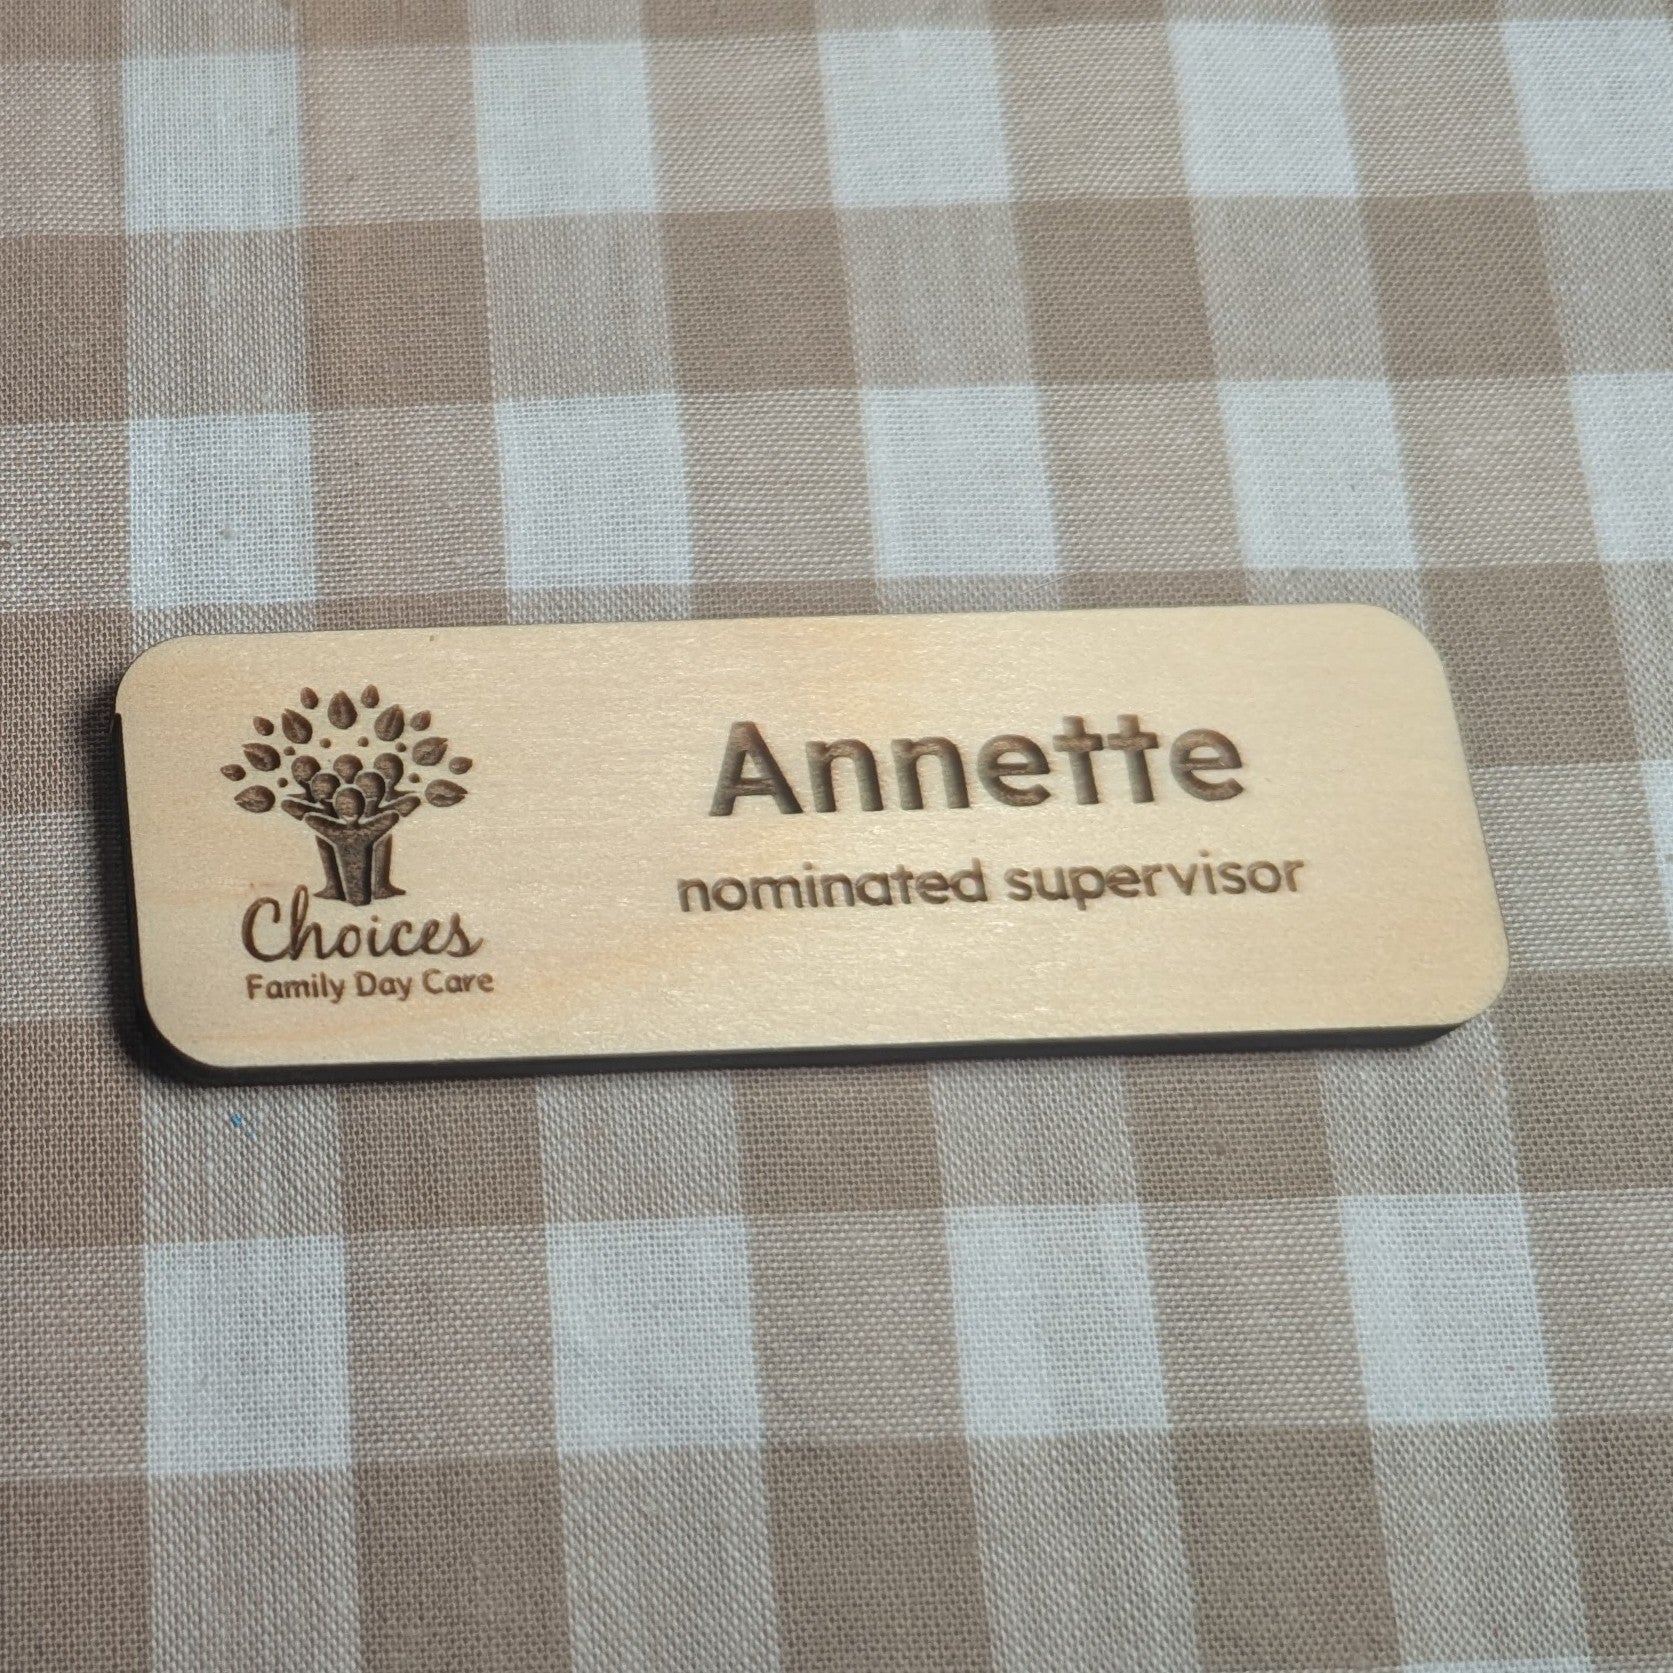 Annette
nominated supervisor
Choices
Family Day Care